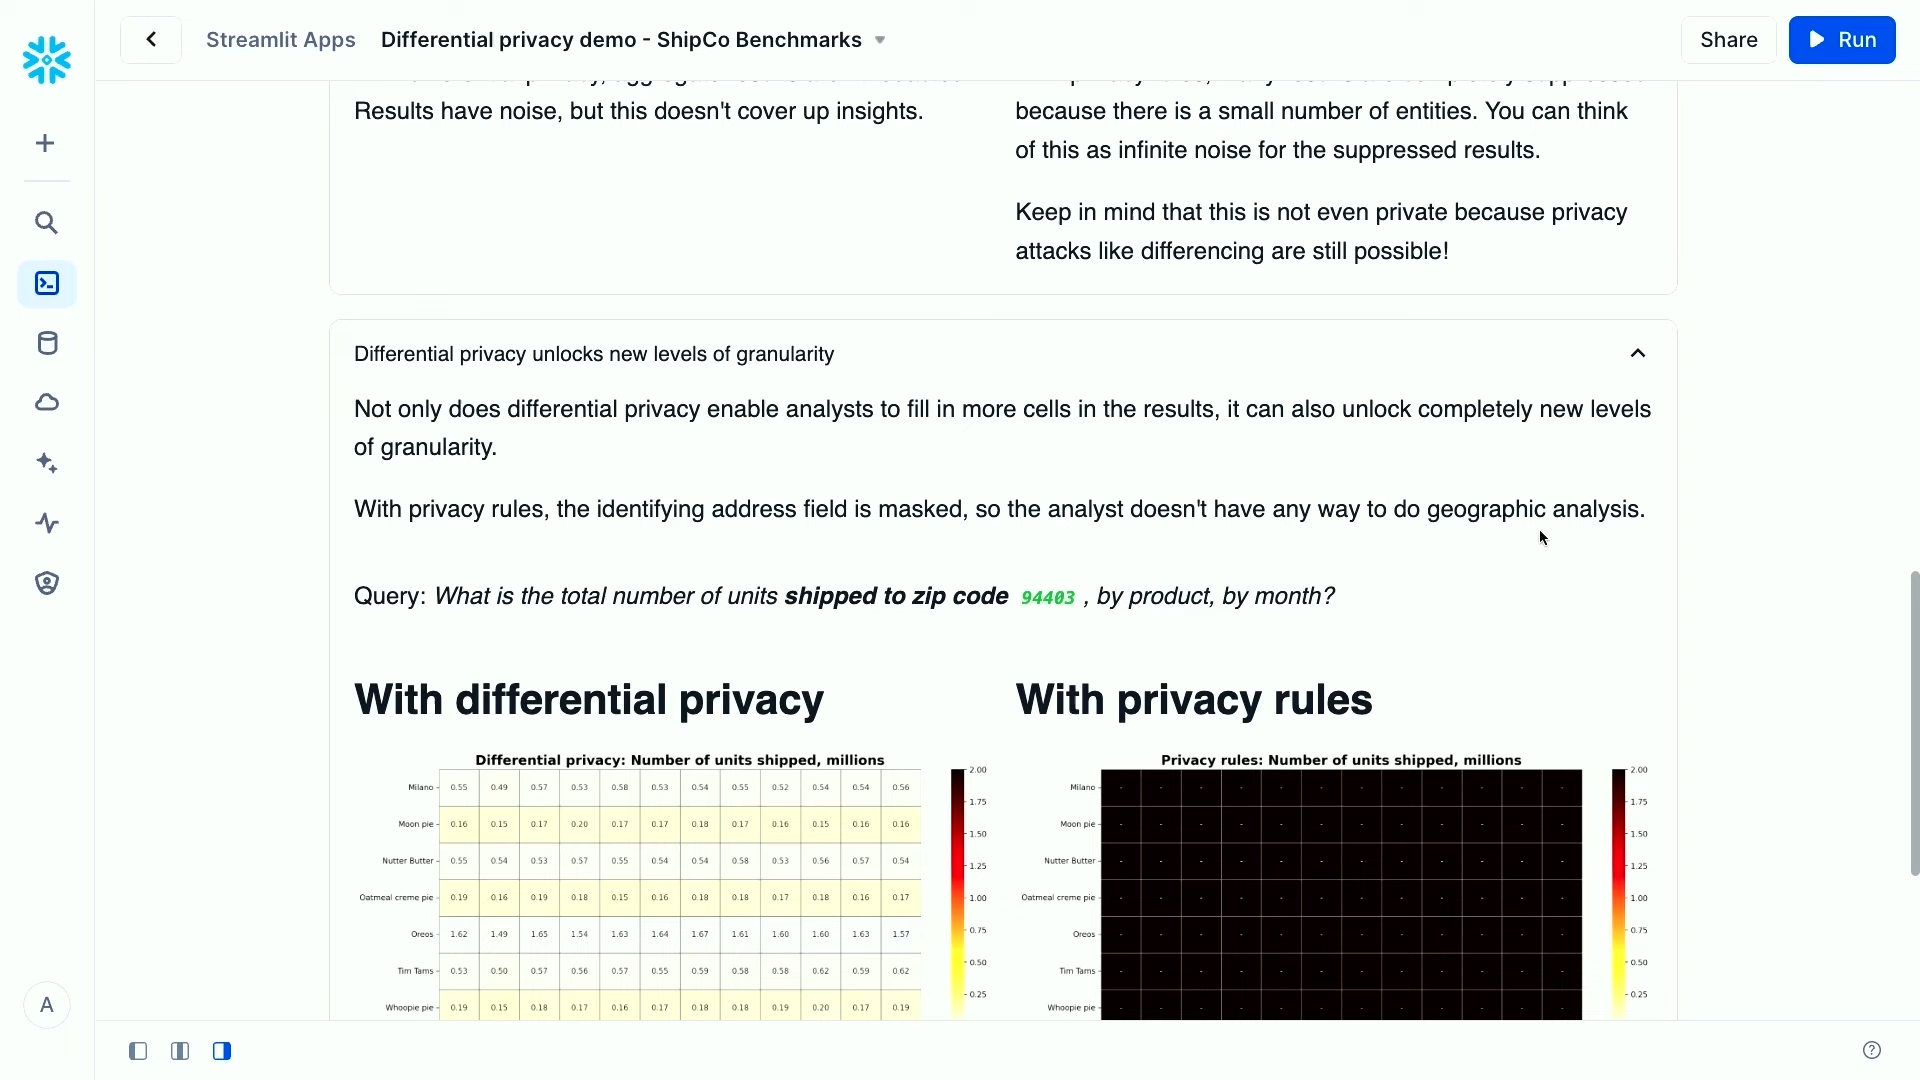 Streamlit Apps
Differential privacy demo - ShipCo Benchmarks
Share
Run
Results have noise, but this doesn't cover up insights.
because there is a small number of entities. You can think
of this as infinite noise for the suppressed results.
Keep in mind that this is not even private because privacy
attacks like differencing are still possible!
Differential privacy unlocks new levels of granularity
Not only does differential privacy enable analysts to fill in more cells in the results, it can also unlock completely new levels
of granularity.
With privacy rules, the identifying address field is masked, so the analyst doesn't have any way to do geographic analysis.
Query: What is the total number of units shipped to zip code 94403 , by product, by month?
With differential privacy
Differential privacy: Number of units shipped, millions
Milano 0.55 0.49 0.57 0.53 0.58 0.53 0.54 0.55 0.52 0.54 0.54 0.56
Moon pie 0.16 0.15 0.17 0.20 0.17 0.17 0.18 0.17 0.16 0.15 0.16 0.16
Nutter Butter 0.55 0.54 0.53 0.57 0.55 0.54 0.54 0.58 0.53 0.56 0.57 0.54
Oatmeal creme pie 0.19 0.16 0.19 0.18 0.15 0.16 0.18 0.18 0.17 0.18 0.16 0.17
Oreos 1.62 1.49 1.65 1.54 1.63 1.64 1.67 1.61 1.60 1.60 1.63 1.57
Tim Tams 0.53 0.50 0.57 0.56 0.57 0.55 0.59 0.58 0.58 0.62 0.59 0.62
Whoopie pie 0.19 0.15 0.18 0.17 0.16 0.17 0.18 0.18 0.19 0.20 0.17 0.19
2.00
1.75
1.50
1.25
1.00
0.75
0.50
0.25
With privacy rules
Privacy rules: Number of units shipped, millions
Milano - - - - - - - - - - - -
Moon pie - - - - - - - - - - - -
Nutter Butter - - - - - - - - - - - -
Oatmeal creme pie - - - - - - - - - - - -
Oreos - - - - - - - - - - - -
Tim Tams - - - - - - - - - - - -
Whoopie pie - - - - - - - - - - - -
2.00
1.75
1.50
1.25
1.00
0.75
0.50
0.25
A